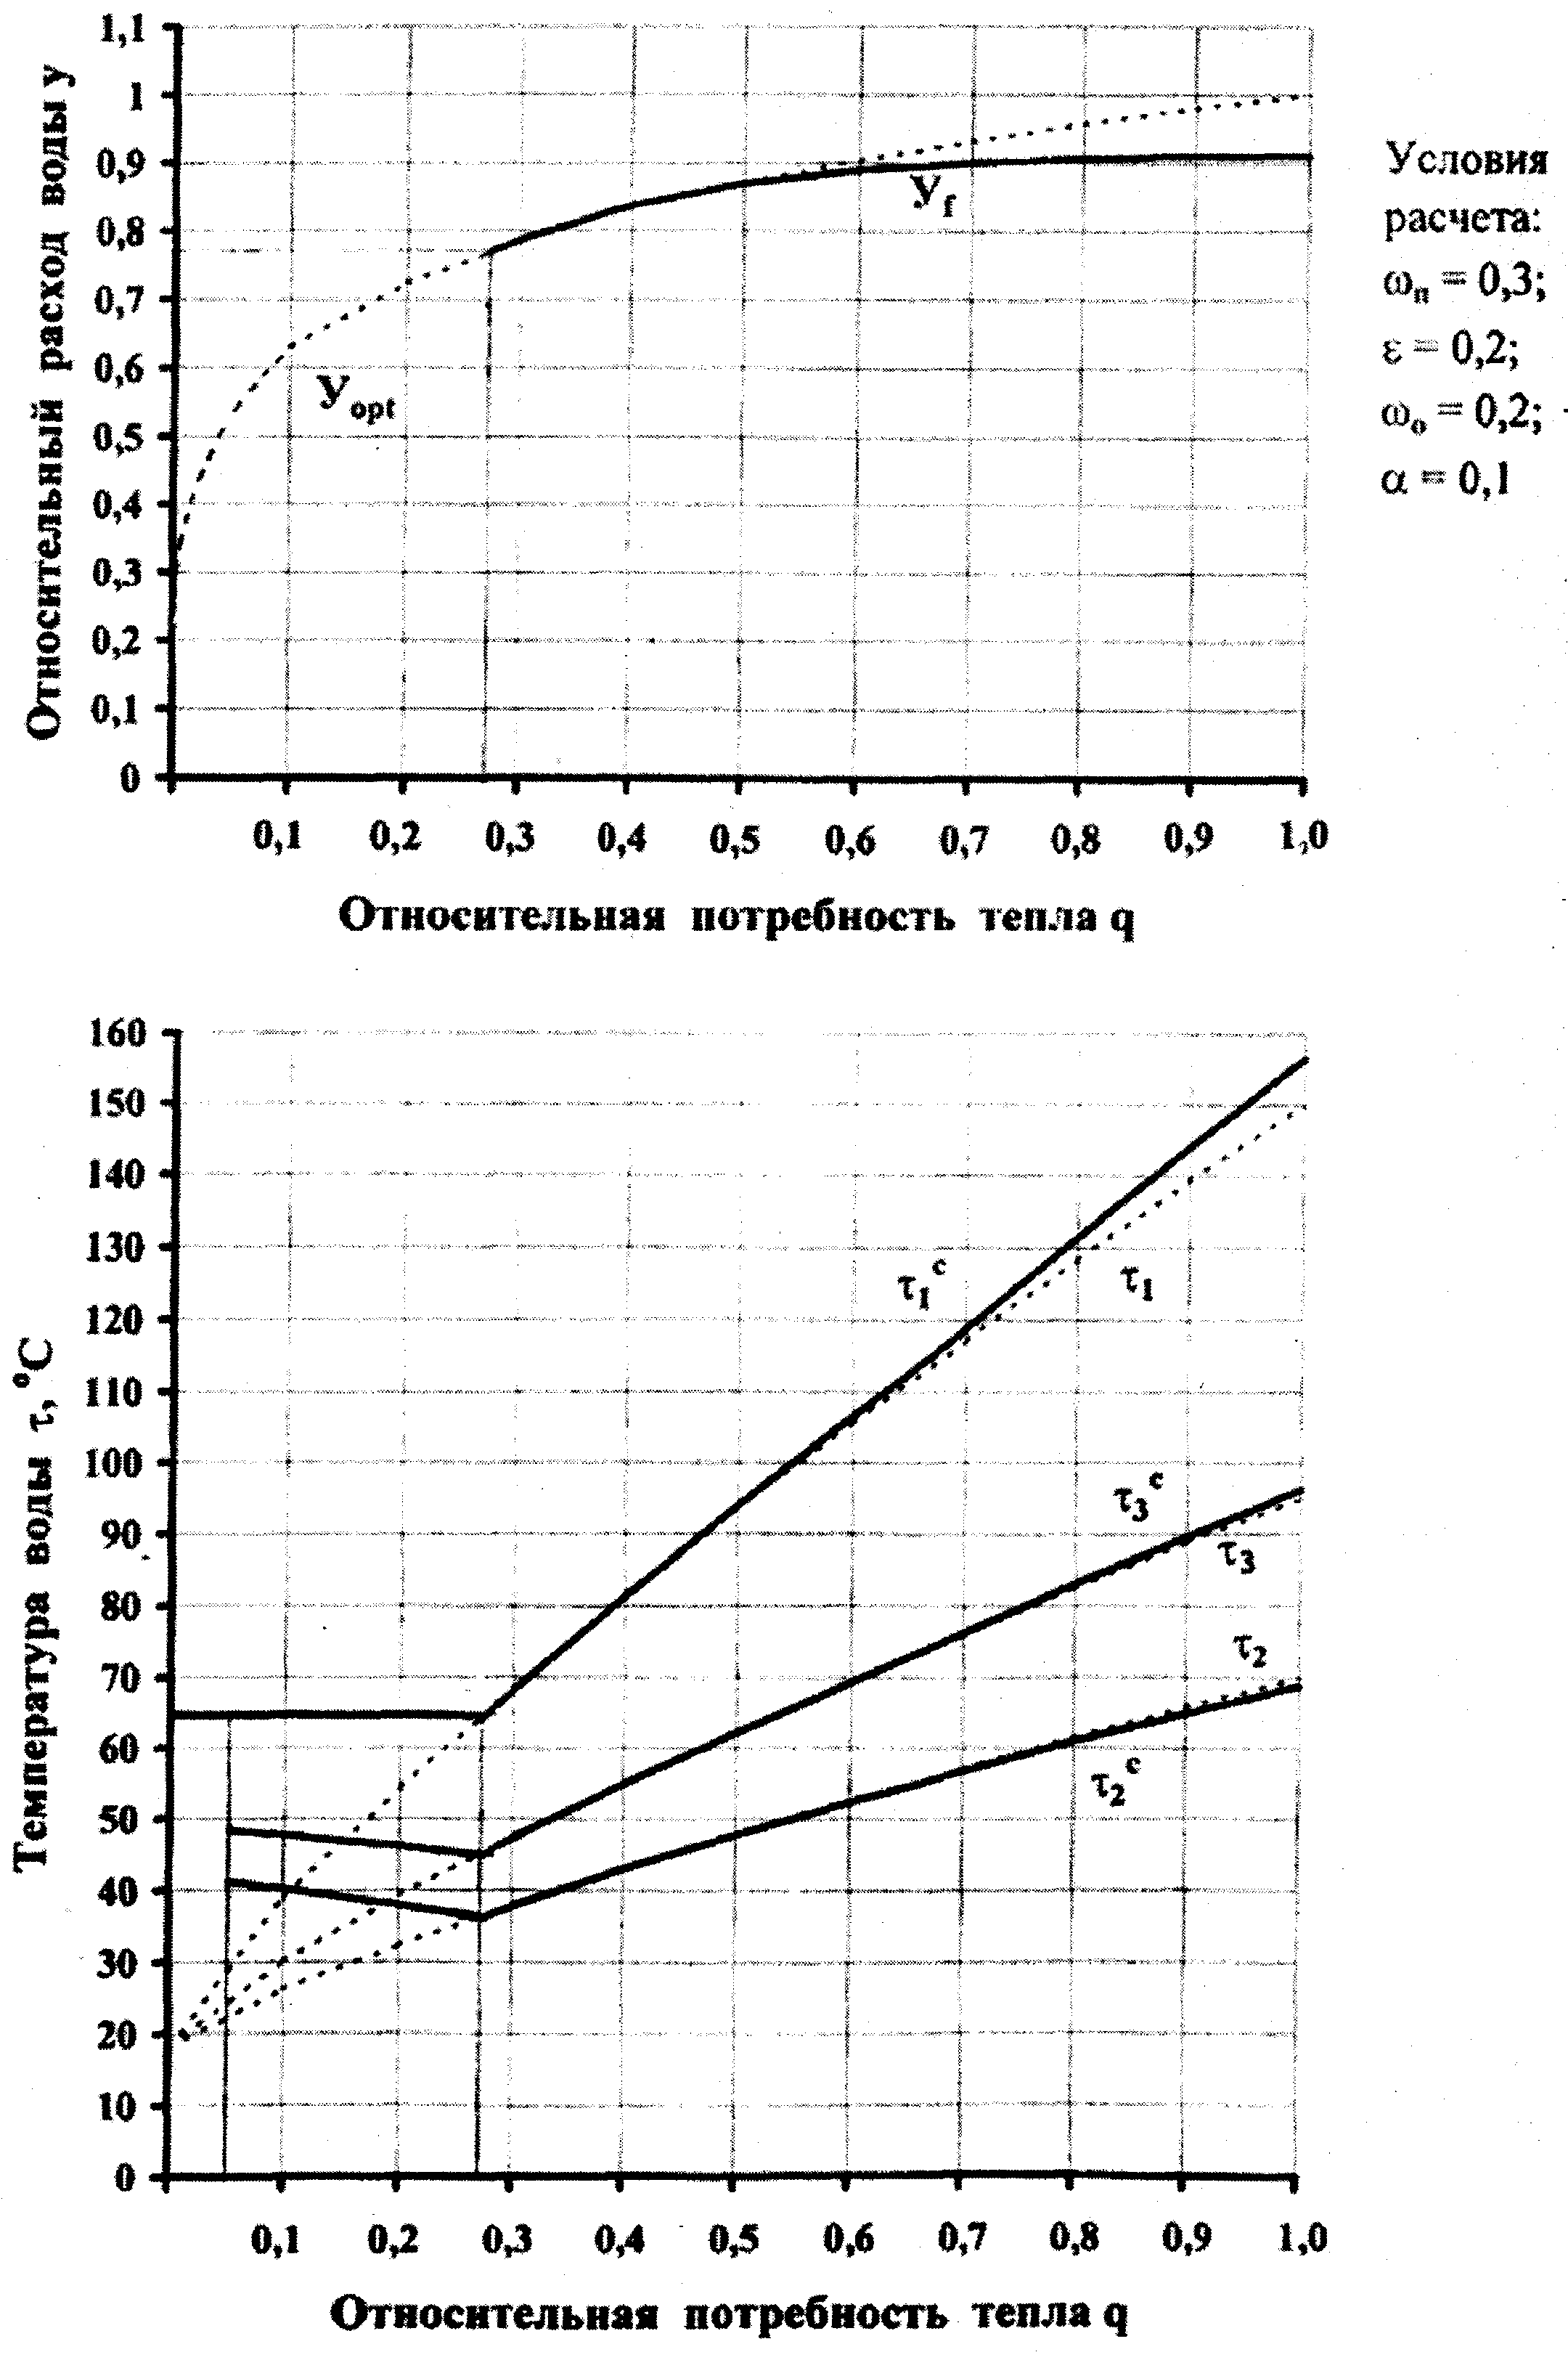 Относительный расход воды y
1,1
1
0,9
0,8
0,7
0,6
0,5
0,4
0,3
0,2
0,1
0
y_opt
y_f
0,1 0,2 0,3 0,4 0,5 0,6 0,7 0,8 0,9 1,0
Относительная потребность тепла q
Условия
расчета:
ω_п = 0,3;
ε = 0,2;
ω_о = 0,2;
α = 0,1
Температура воды τ, °C
160
150
140
130
120
110
100
90
80
70
60
50
40
30
20
10
0
τ₁ᶜ
τ₁
τ₃ᶜ
τ₃
τ₂
τ₂ᶜ
0,1 0,2 0,3 0,4 0,5 0,6 0,7 0,8 0,9 1,0
Относительная потребность тепла q